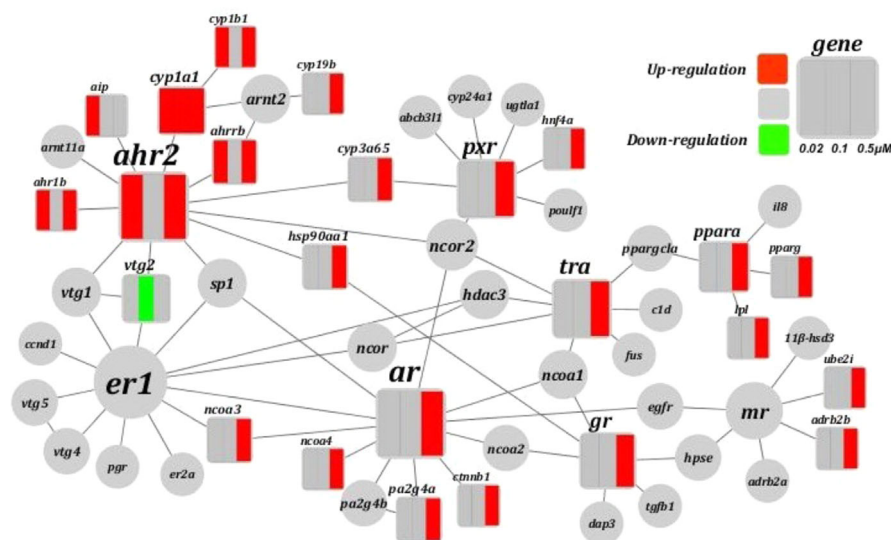 cyp1b1
cyp1a1
cyp19b
aip
arnt2
arnt11a
ahrrb
ahr2
ahr1b
cyp3a65
abcb3l1
cyp24a1
ugtla1
hnf4a
pxr
poulf1
Up-regulation
Down-regulation
gene
0.02 0.1 0.5µM
hsp90aa1
ncor2
vtg2
vtg1
sp1
hdac3
ncor
tra
ppargcla
ppara
il8
pparg
lpl
c1d
fus
ccnd1
er1
vtg5
vtg4
pgr
er2a
ncoa3
ar
ncoa1
ncoa4
pa2g4b
pa2g4a
ctnnb1
ncoa2
gr
egfr
hpse
dap3
tgfb1
mr
11β-hsd3
ube2i
adrb2b
adrb2a